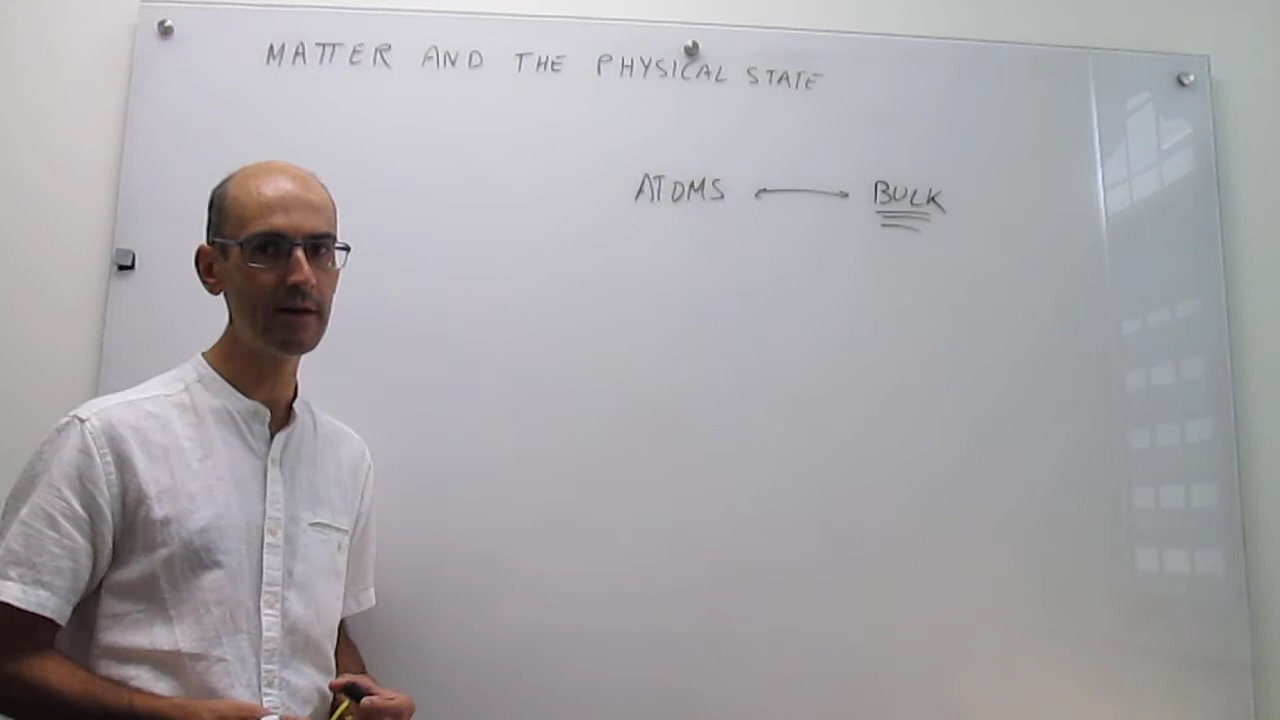 MATTER AND THE PHYSICAL STATE
ATOMS ↔ BULK